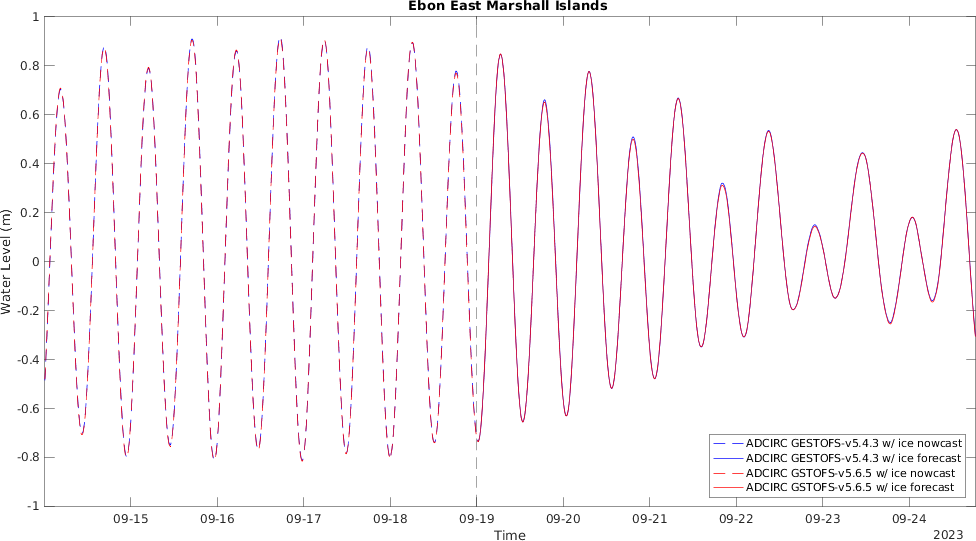 Ebon East Marshall Islands
1
0.8
0.6
0.4
0.2
0
-0.2
-0.4
-0.6
-0.8
-1
Water Level (m)
ADCIRC GESTOFS-v5.4.3 w/ ice nowcast
ADCIRC GESTOFS-v5.4.3 w/ ice forecast
ADCIRC GSTOFS-v5.6.5 w/ ice nowcast
ADCIRC GSTOFS-v5.6.5 w/ ice forecast
09-15 09-16 09-17 09-18 09-19 09-20 09-21 09-22 09-23 09-24
Time
2023